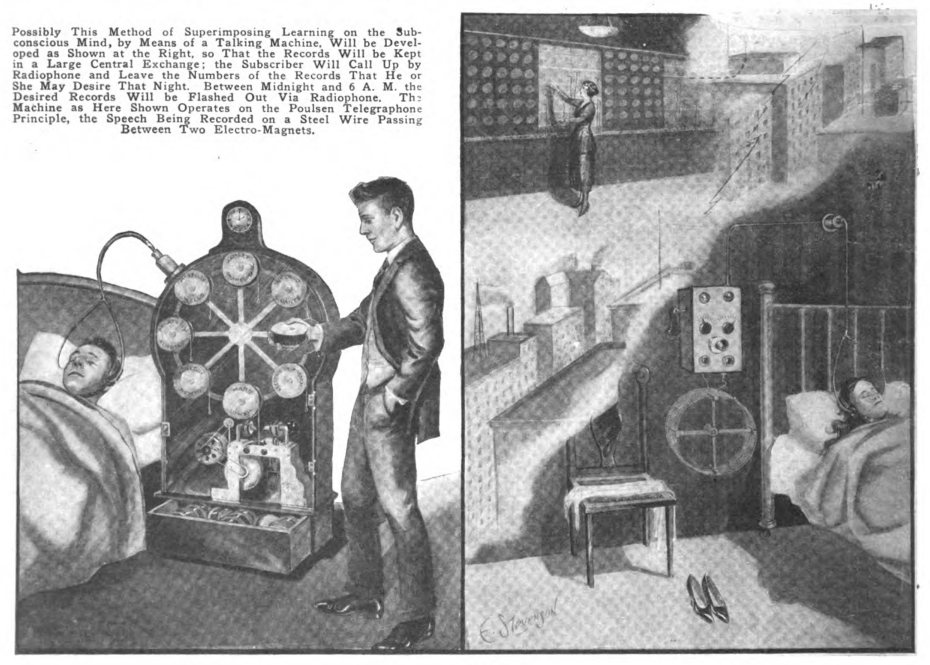 Possibly This Method of Superimposing Learning on the Sub-
conscious Mind, by Means of a Talking Machine, Will be Devel-
oped as Shown at the Right, so That the Records Will be Kept
in a Large Central Exchange; the Subscriber Will Call Up by
Radiophone and Leave the Numbers of the Records That He or
She May Desire That Night. Between Midnight and 6 A. M. the
Desired Records Will be Flashed Out Via Radiophone. The
Machine as Here Shown Operates on the Poulsen Telegraphone
Principle, the Speech Being Recorded on a Steel Wire Passing
Between Two Electro-Magnets.
E. Stevenson